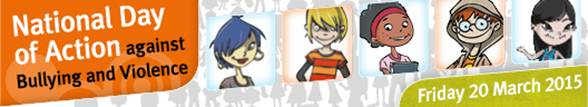 National Day
of Action against
Bullying and Violence
Friday 20 March 2015